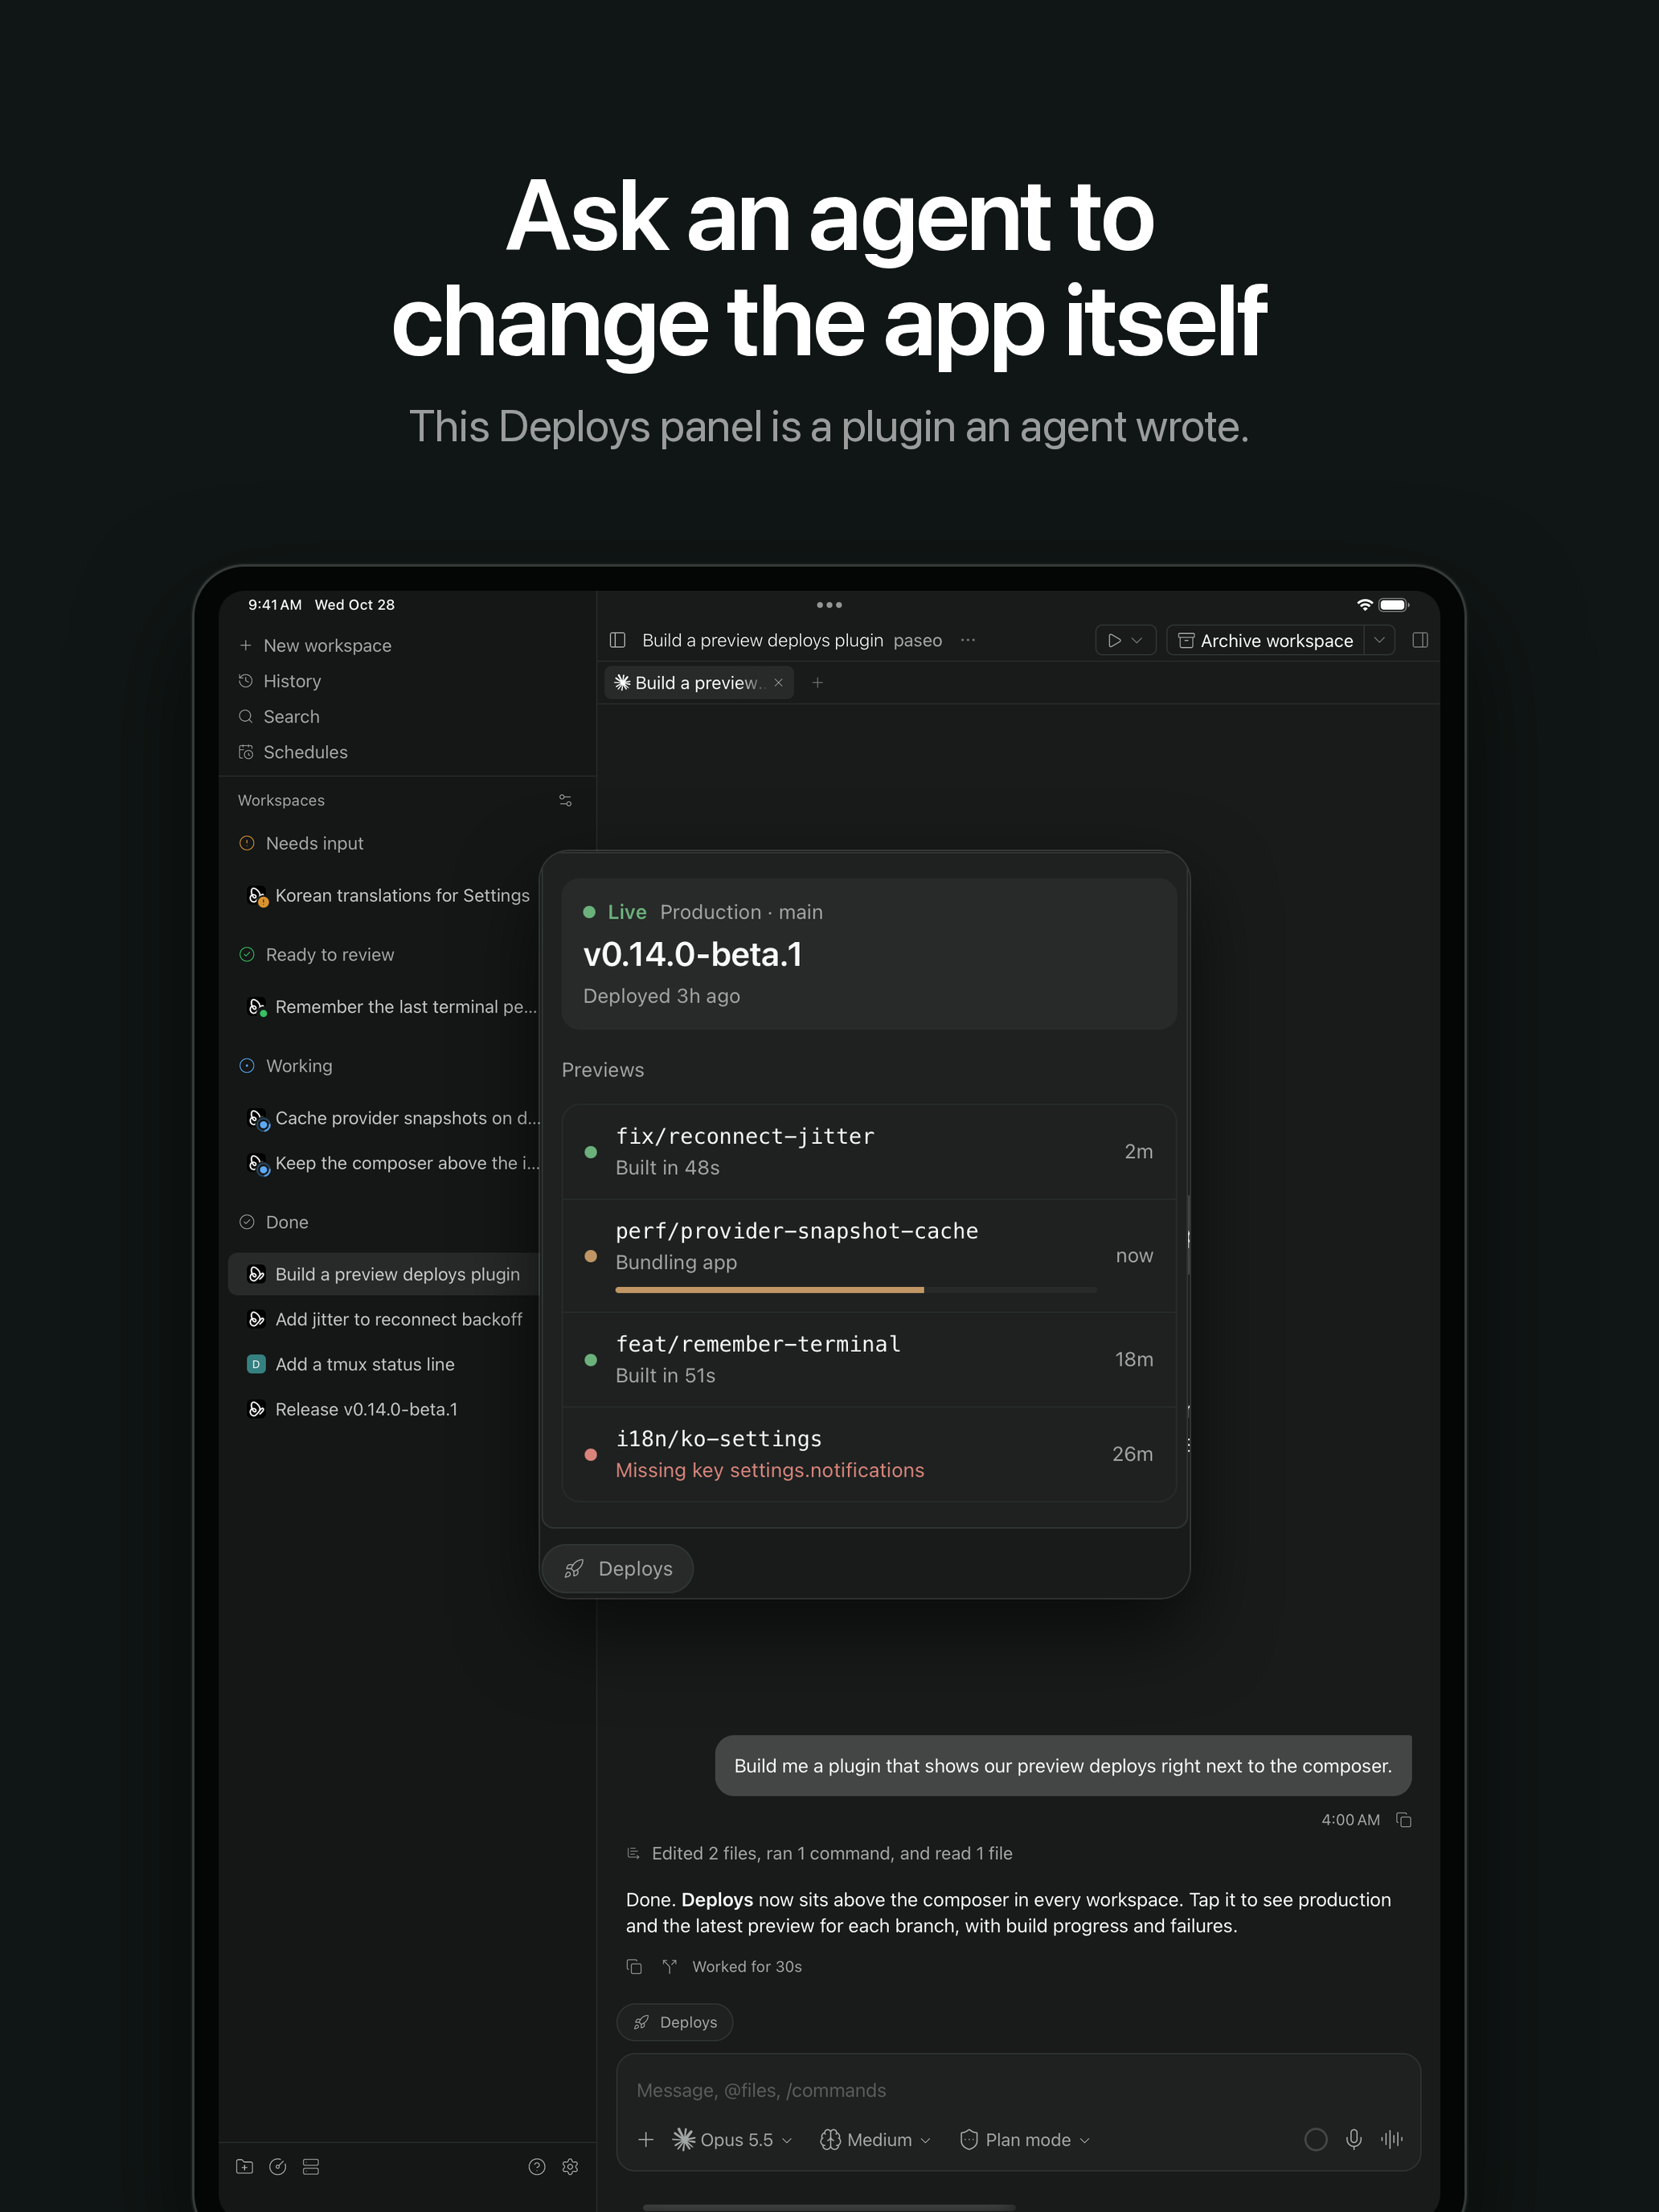 Ask an agent to
change the app itself
This Deploys panel is a plugin an agent wrote.
9:41 AM Wed Oct 28
New workspace
History
Search
Schedules
Workspaces
Needs input
Korean translations for Settings
Ready to review
Remember the last terminal pe...
Working
Cache provider snapshots on d...
Keep the composer above the i...
Done
Build a preview deploys plugin
Add jitter to reconnect backoff
D Add a tmux status line
Release v0.14.0-beta.1
Build a preview deploys plugin paseo
Archive workspace
Build a preview..
Live Production · main
v0.14.0-beta.1
Deployed 3h ago
Previews
fix/reconnect-jitter
Built in 48s
2m
perf/provider-snapshot-cache
Bundling app
now
feat/remember-terminal
Built in 51s
18m
i18n/ko-settings
Missing key settings.notifications
26m
Deploys
Build me a plugin that shows our preview deploys right next to the composer.
4:00 AM
Edited 2 files, ran 1 command, and read 1 file
Done. Deploys now sits above the composer in every workspace. Tap it to see production
and the latest preview for each branch, with build progress and failures.
Worked for 30s
Deploys
Message, @files, /commands
Opus 5.5 Medium Plan mode